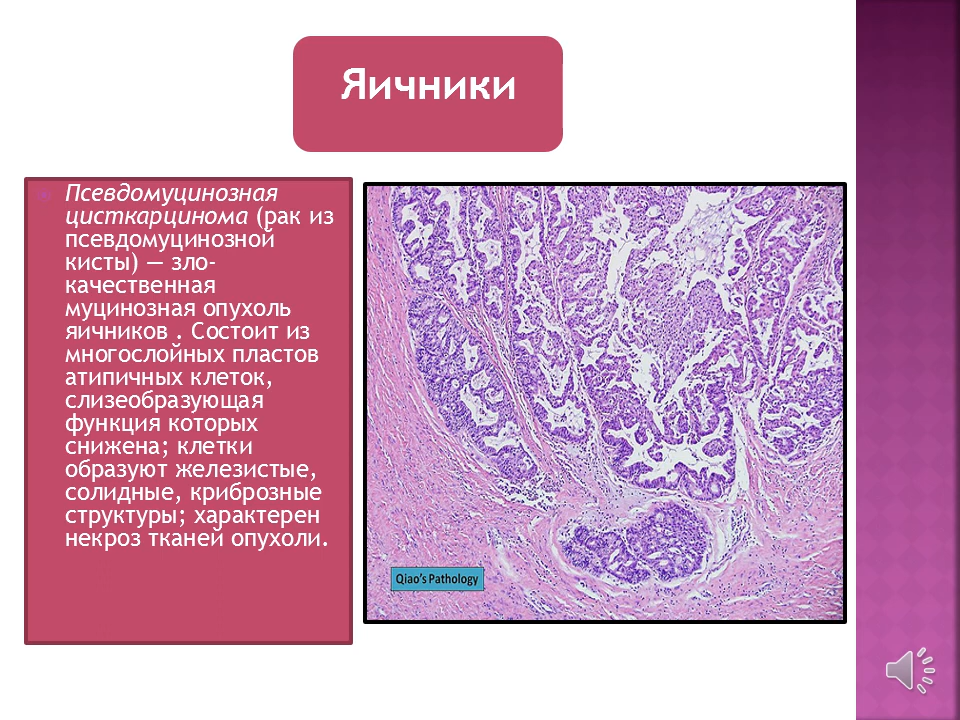 Яичники
Псевдомуцинозная
цисткарцинома (рак из
псевдомуцинозной
кисты) — зло-
качественная
муцинозная опухоль
яичников . Состоит из
многослойных пластов
атипичных клеток,
слизеобразующая
функция которых
снижена; клетки
образуют железистые,
солидные, криброзные
структуры; характерен
некроз тканей опухоли.
Qiao's Pathology